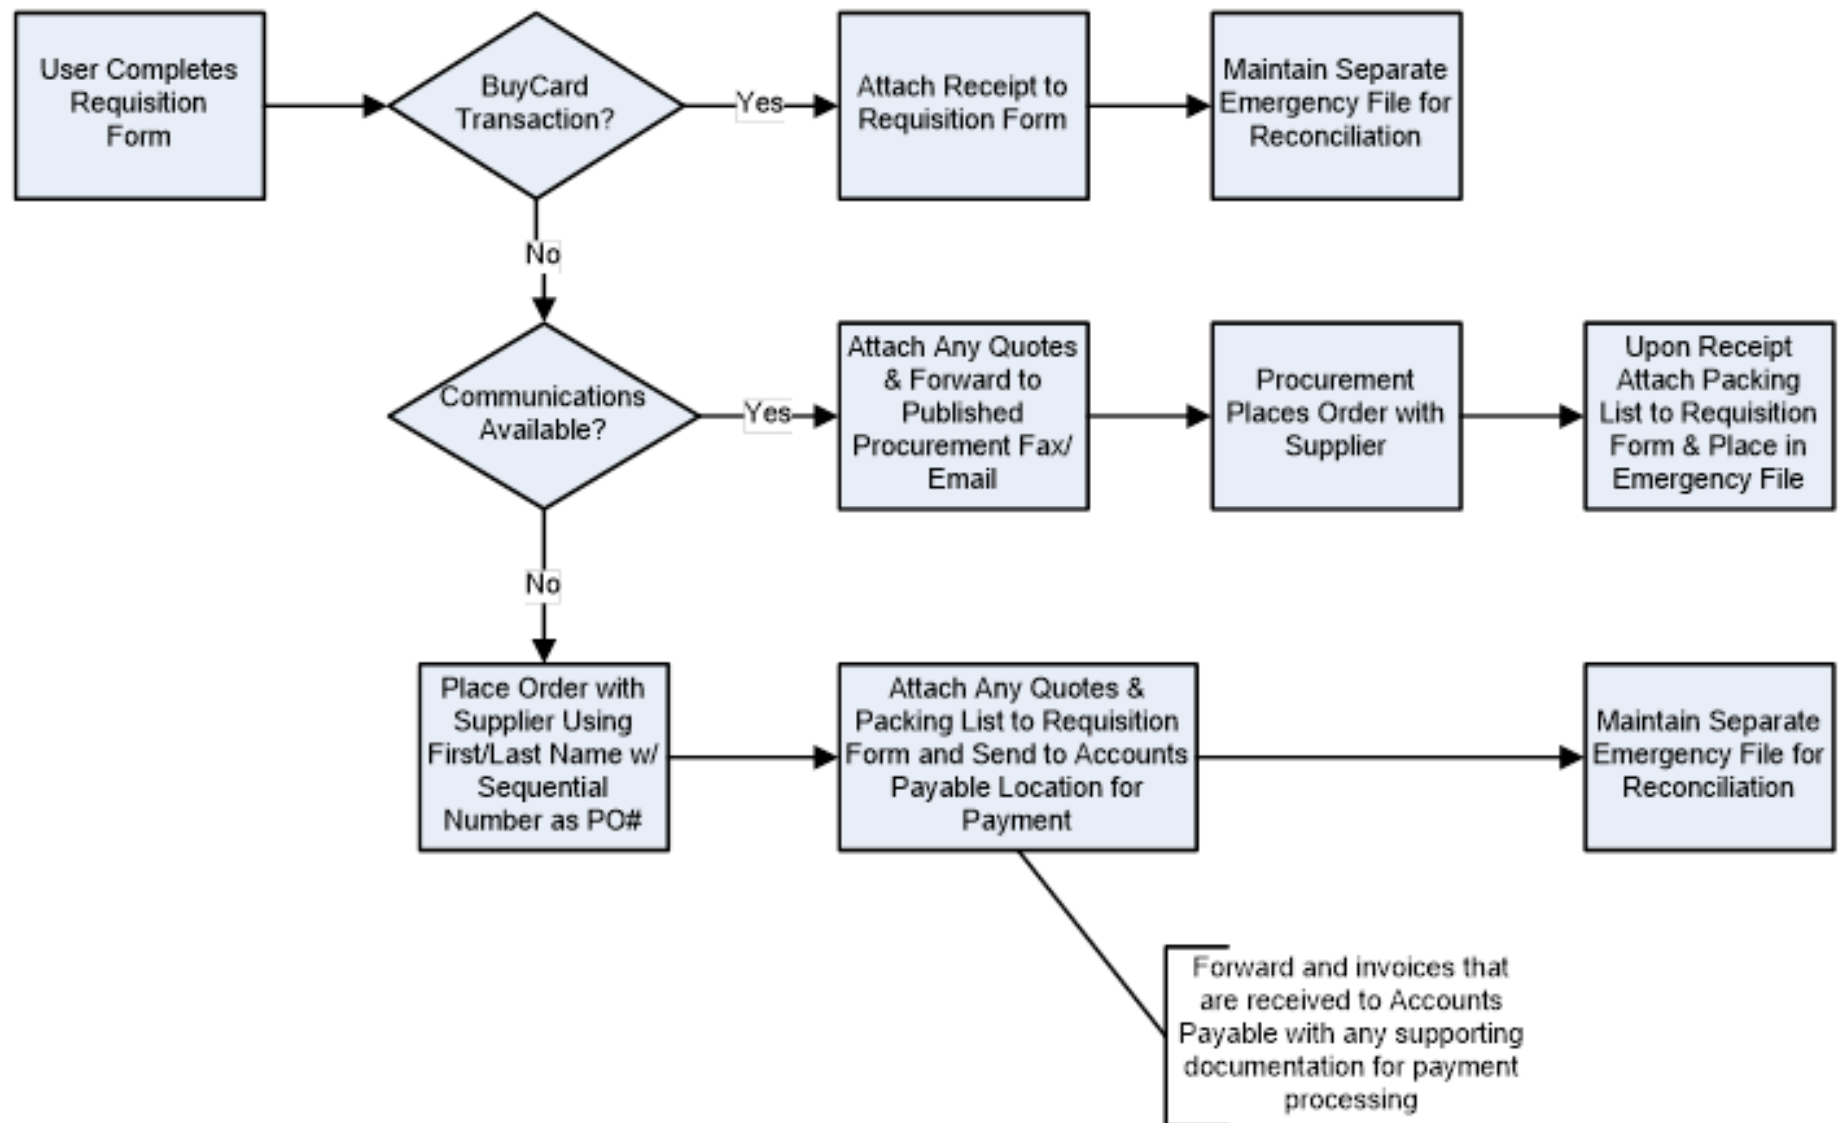 User Completes
Requisition
Form
BuyCard
Transaction?
Yes
Attach Receipt to
Requisition Form
Maintain Separate
Emergency File for
Reconciliation
No
Communications
Available?
Yes
Attach Any Quotes
& Forward to
Published
Procurement Fax/
Email
Procurement
Places Order with
Supplier
Upon Receipt
Attach Packing
List to Requisition
Form & Place in
Emergency File
No
Place Order with
Supplier Using
First/Last Name w/
Sequential
Number as PO#
Attach Any Quotes &
Packing List to Requisition
Form and Send to Accounts
Payable Location for
Payment
Maintain Separate
Emergency File for
Reconciliation
Forward and invoices that
are received to Accounts
Payable with any supporting
documentation for payment
processing